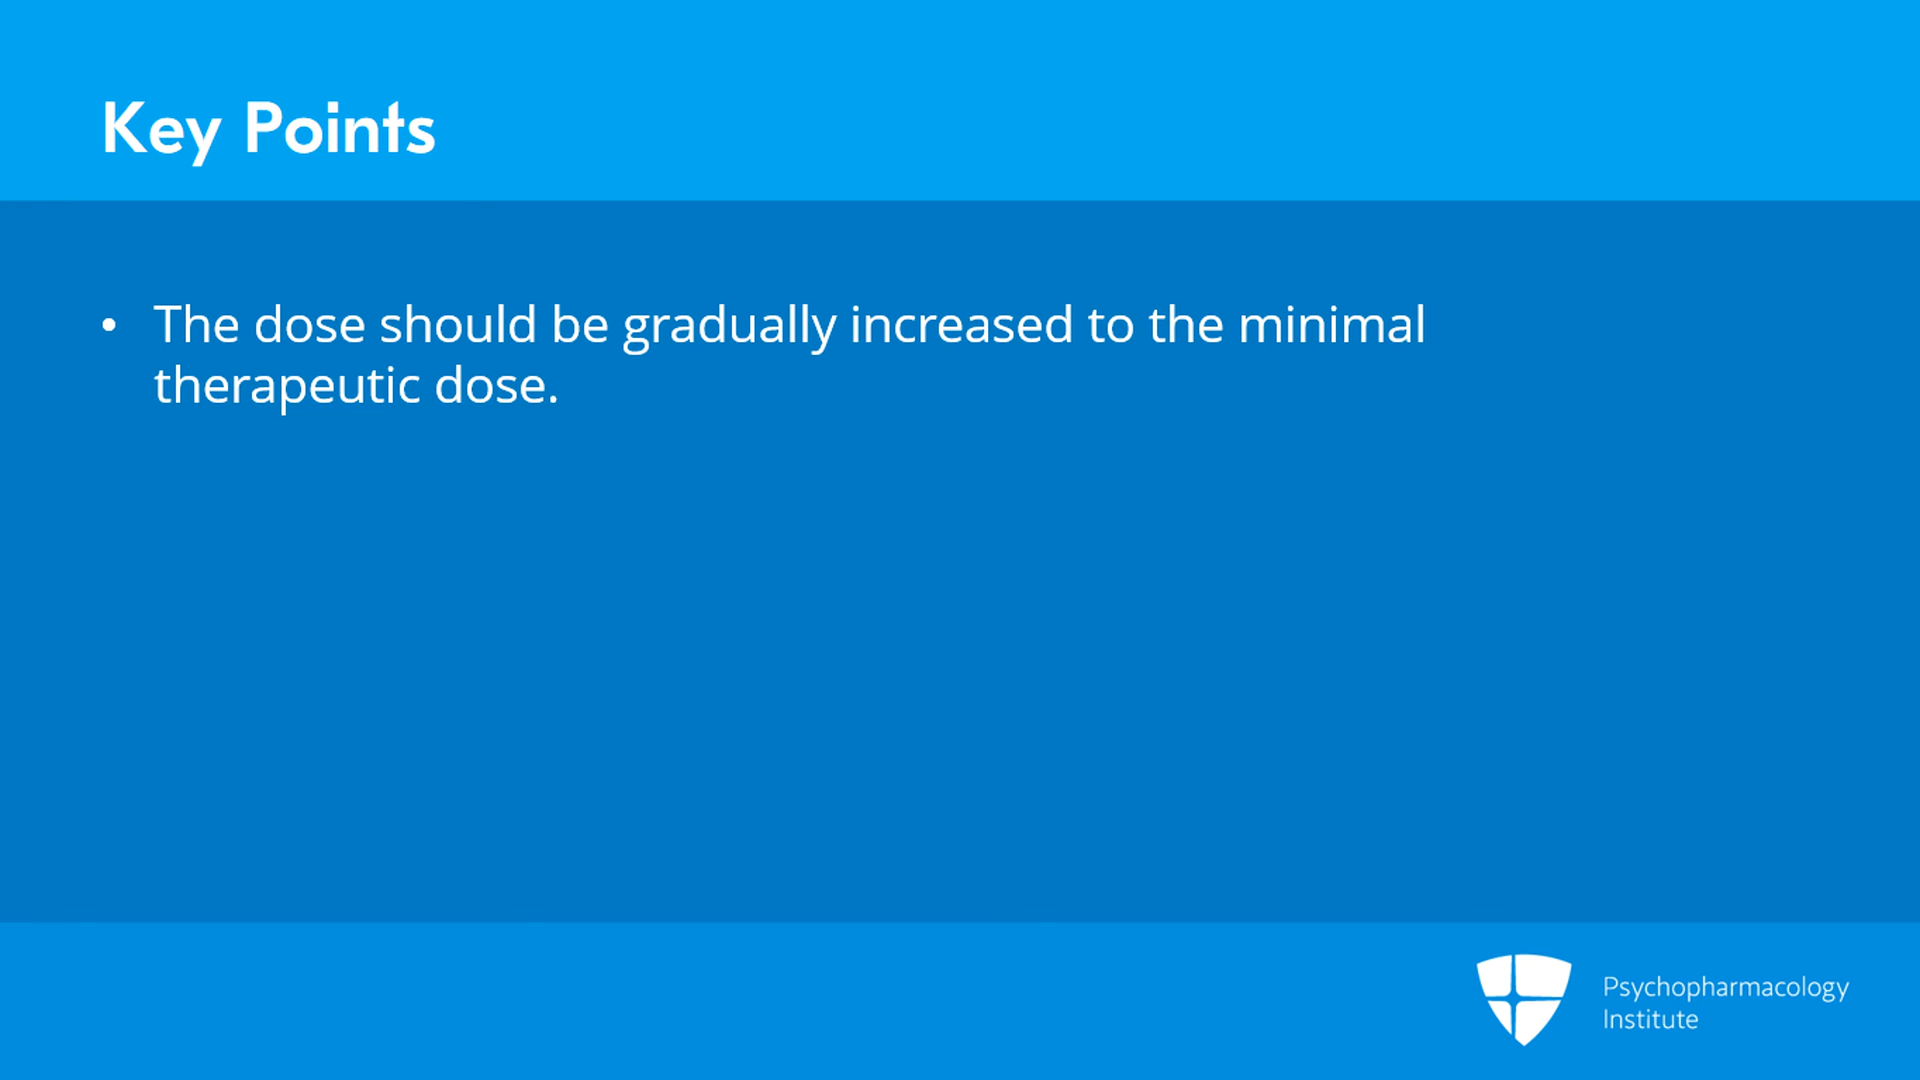 Key Points
• The dose should be gradually increased to the minimal
therapeutic dose.
Psychopharmacology
Institute